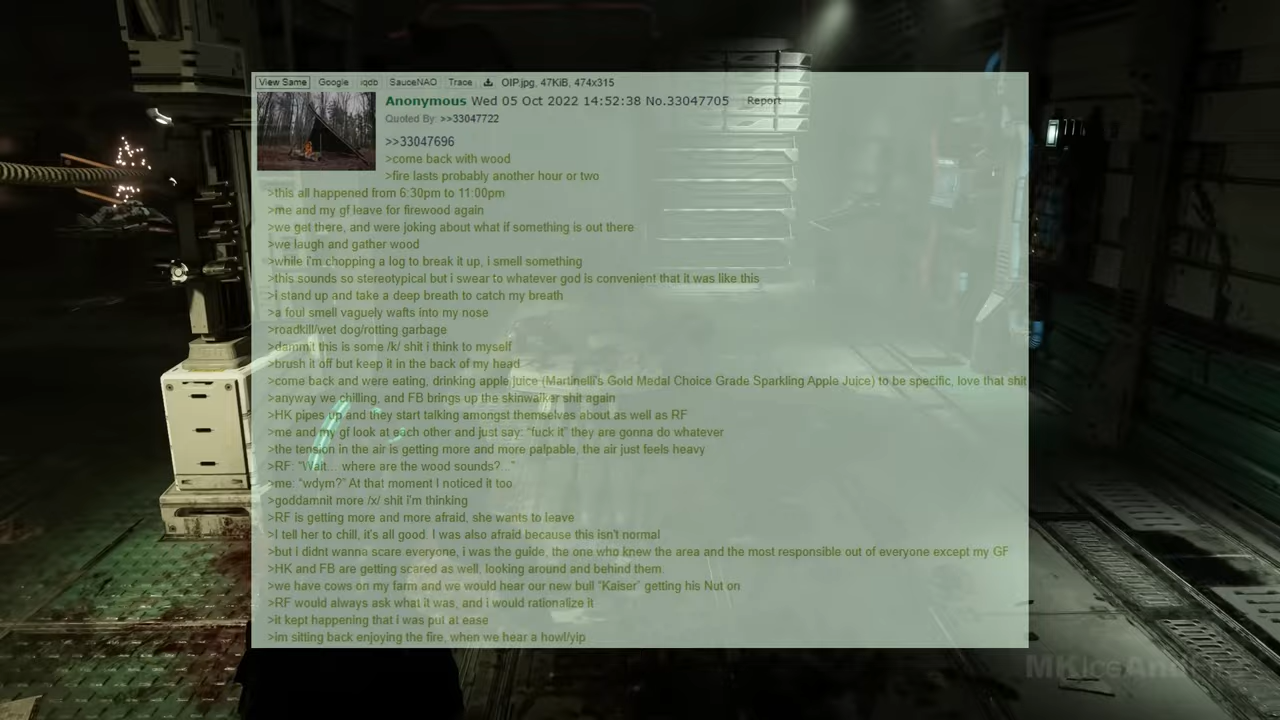 View Same Google iqdb SauceNAO Trace OIP.jpg, 47KiB, 474x315
Anonymous Wed 05 Oct 2022 14:52:38 No.33047705 Report
Quoted By: >>33047722
>>33047696
>come back with wood
>fire lasts probably another hour or two
>this all happened from 6:30pm to 11:00pm
>me and my gf leave for firewood again
>we get there, and were joking about what if something is out there
>we laugh and gather wood
>while i'm chopping a log to break it up, i smell something
>this sounds so stereotypical but i swear to whatever god is convenient that it was like this
>i stand up and take a deep breath to catch my breath
>a foul smell vaguely wafts into my nose
>roadkill/wet dog/rotting garbage
>dammit this is some /k/ shit i think to myself
>brush it off but keep it in the back of my head
>come back and were eating, drinking apple juice (Martinelli's Gold Medal Choice Grade Sparkling Apple Juice) to be specific, love that shit
>anyway we chilling, and FB brings up the skinwalker shit again
>HK pipes up and they start talking amongst themselves about as well as RF
>me and my gf look at each other and just say: "fuck it" they are gonna do whatever
>the tension in the air is getting more and more palpable, the air just feels heavy
>RF: "Wait... where are the wood sounds?..."
>me: "wdym?" At that moment I noticed it too
>goddamnit more /x/ shit i'm thinking
>RF is getting more and more afraid, she wants to leave
>I tell her to chill, it's all good. I was also afraid because this isn't normal
>but i didnt wanna scare everyone, i was the guide, the one who knew the area and the most responsible out of everyone except my GF
>HK and FB are getting scared as well, looking around and behind them.
>we have cows on my farm and we would hear our new bull "Kaiser" getting his Nut on
>RF would always ask what it was, and i would rationalize it
>it kept happening that i was put at ease
>im sitting back enjoying the fire, when we hear a howl/yip